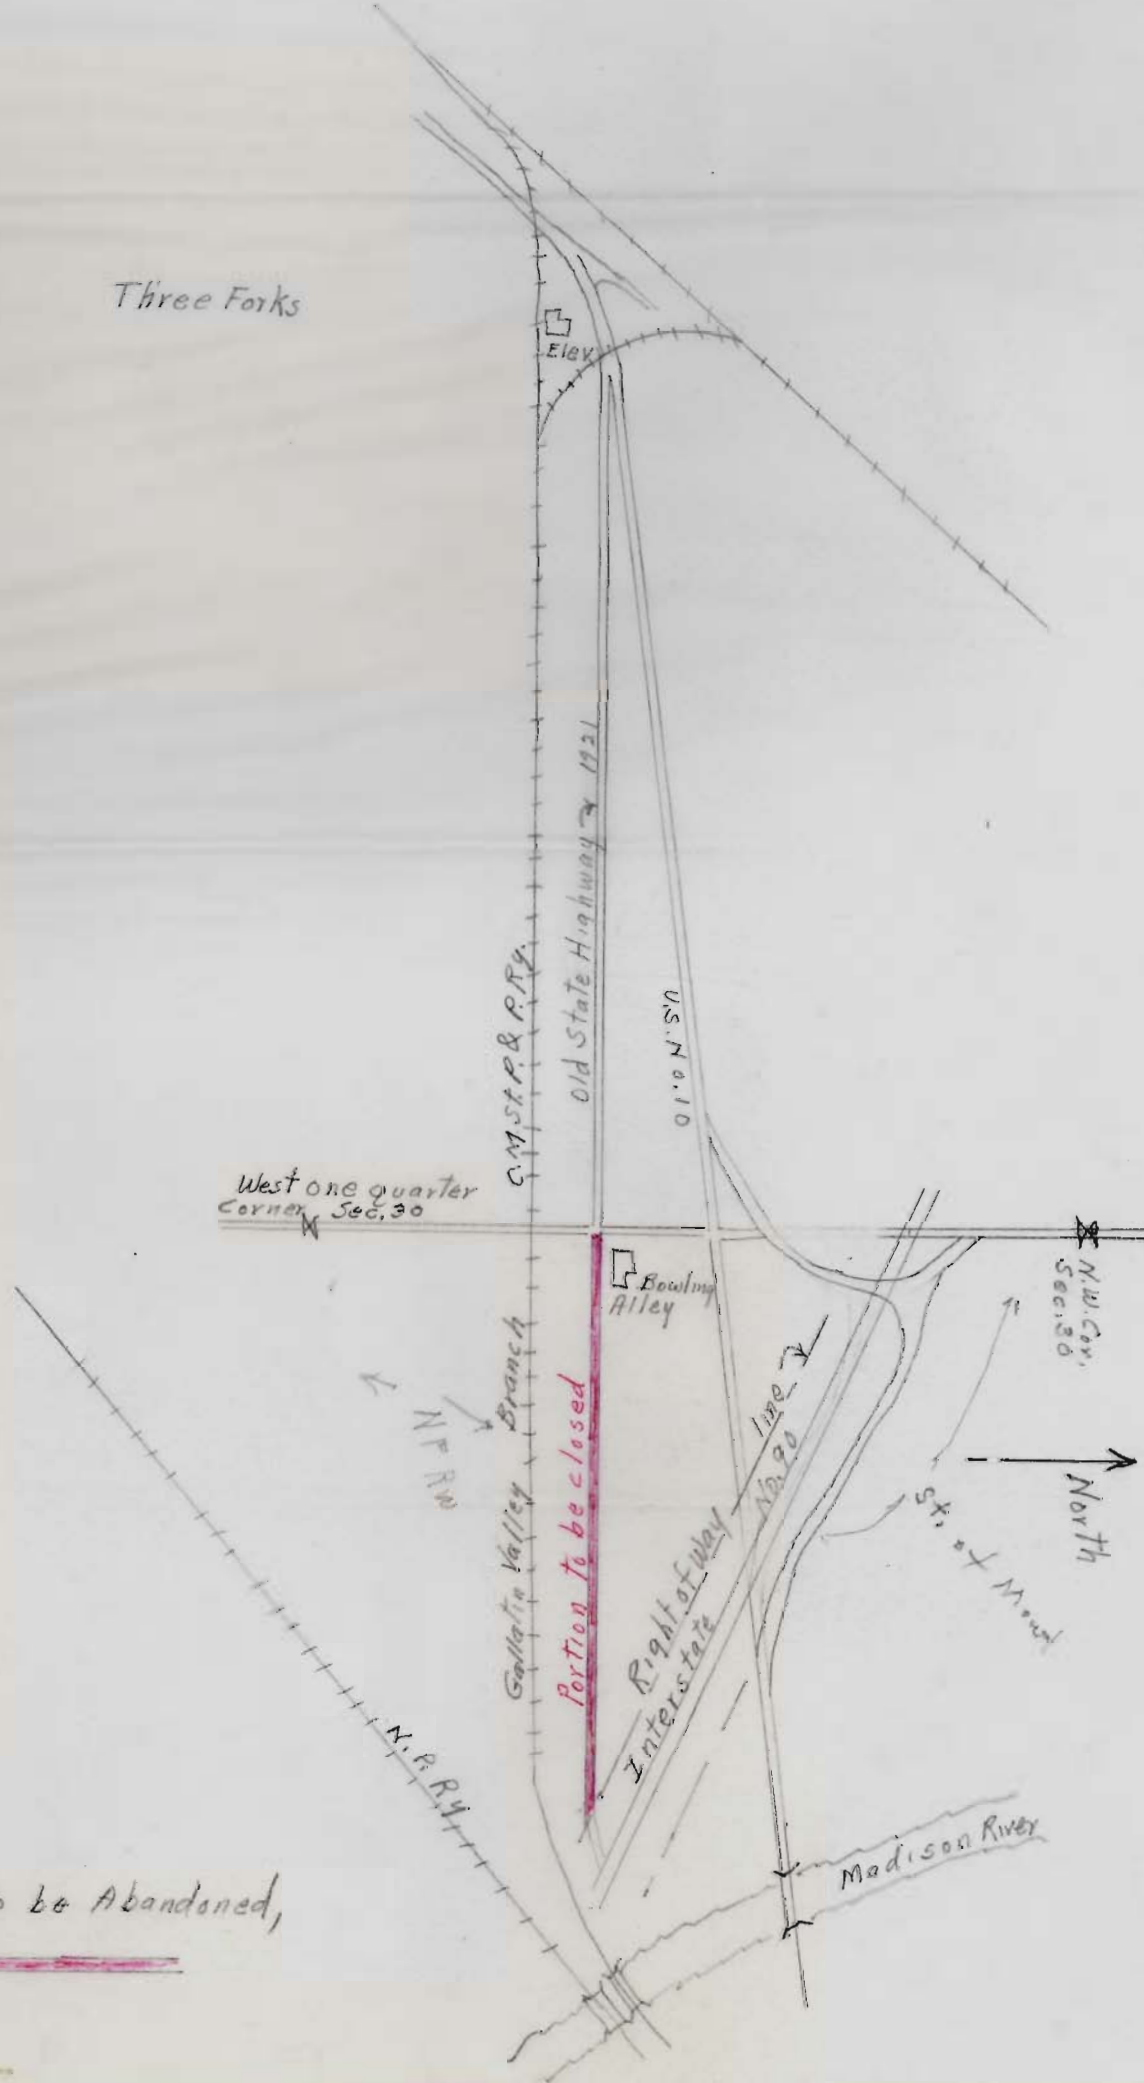 Three Forks
Elev.
Old State Highway 1921
C.M.St.P.& P.Ry.
U.S. No. 10
West one quarter
Corner Sec. 30
N.W. Cor.
Sec. 30
Bowling
Alley
Gallatin Valley Branch
Portion to be closed
Right of Way line
Interstate No. 90
North
N.P. Ry
Madison River
be Abandoned,